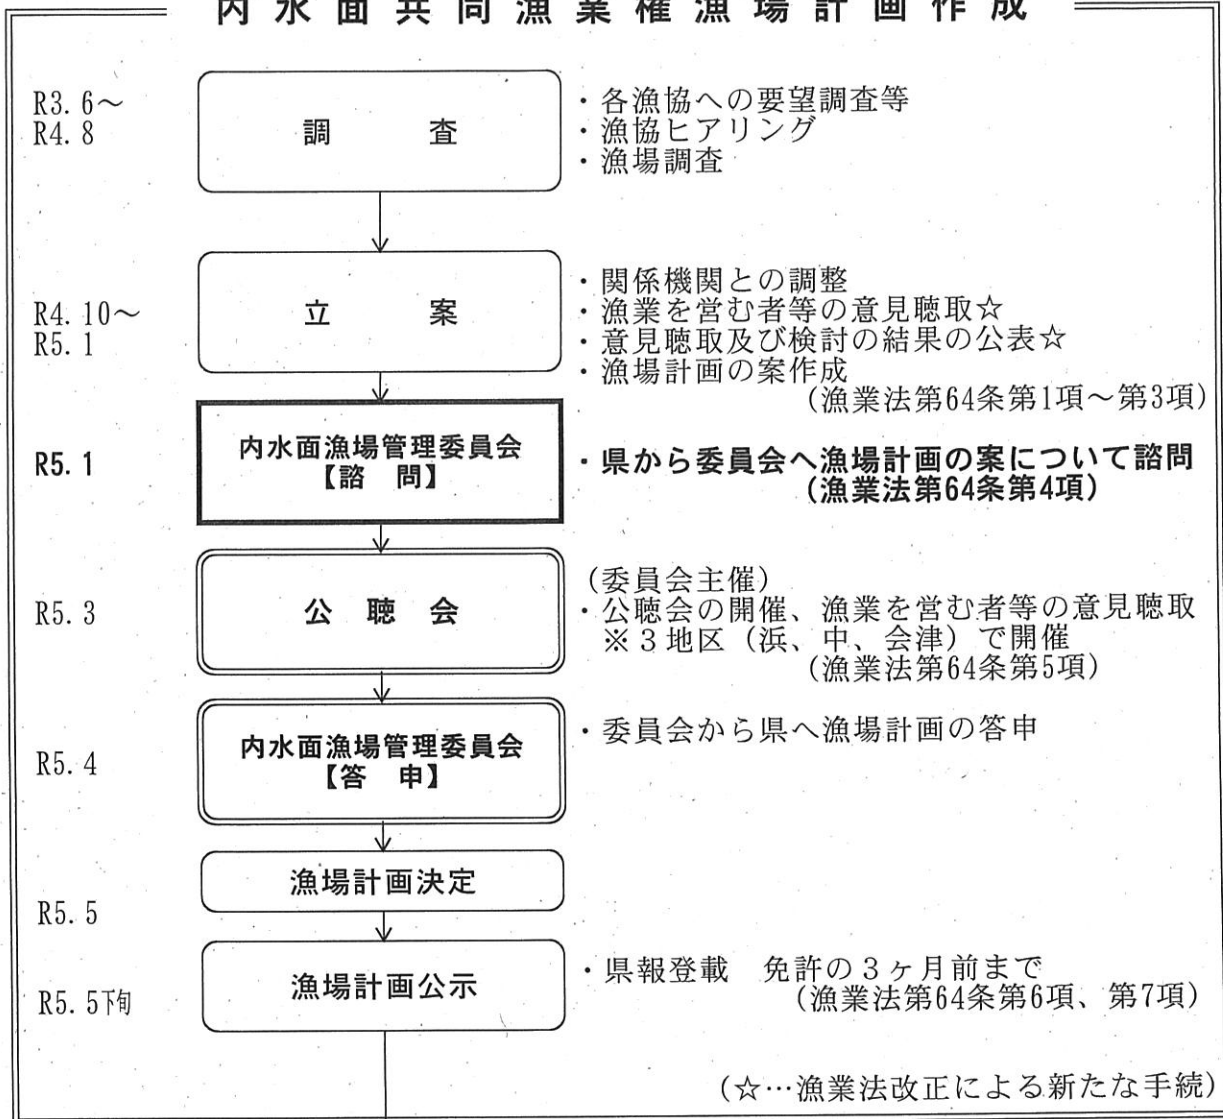 内水面共同漁業権漁場計画作成
R3.6～
R4.8
調　　　査
・各漁協への要望調査等
・漁協ヒアリング
・漁場調査
R4.10～
R5.1
立　　　案
・関係機関との調整
・漁業を営む者等の意見聴取☆
・意見聴取及び検討の結果の公表☆
・漁場計画の案作成
(漁業法第64条第1項～第3項)
R5.1
内水面漁場管理委員会
【諮　問】
・県から委員会へ漁場計画の案について諮問
(漁業法第64条第4項)
R5.3
公　聴　会
(委員会主催)
・公聴会の開催、漁業を営む者等の意見聴取
※３地区（浜、中、会津）で開催
(漁業法第64条第5項)
R5.4
内水面漁場管理委員会
【答　申】
・委員会から県へ漁場計画の答申
漁場計画決定
R5.5
漁場計画公示
R5.5下旬
・県報登載　免許の３ヶ月前まで
(漁業法第64条第6項、第7項)
(☆…漁業法改正による新たな手続)